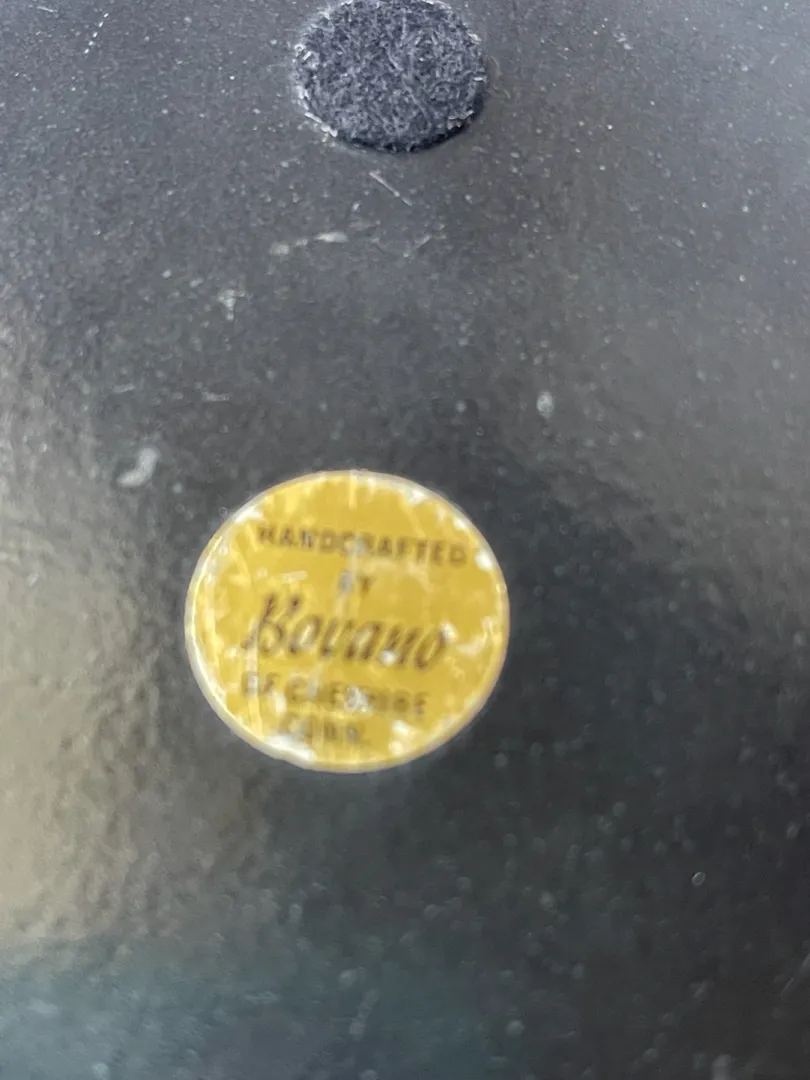 HANDCRAFTED
BY
Bovano
OF CHESHIRE
CONN.